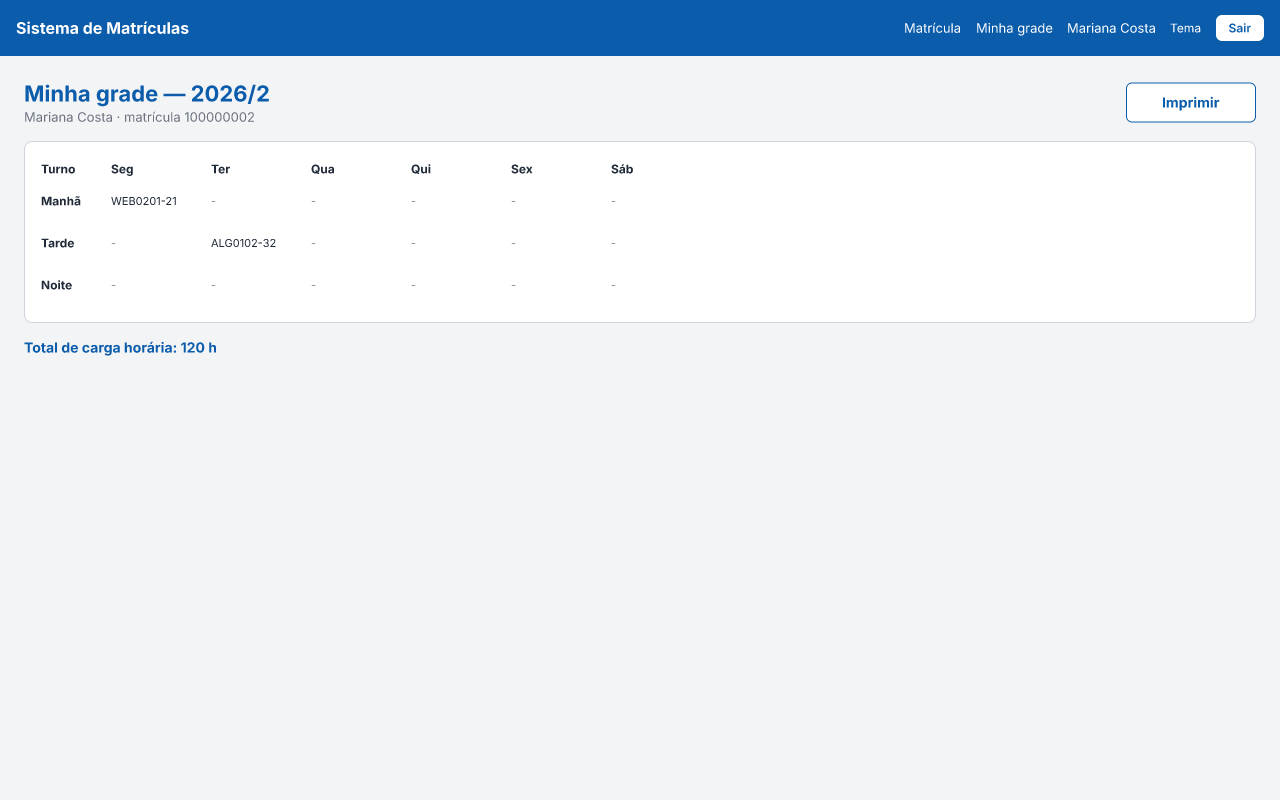 Sistema de Matrículas Matrícula Minha grade Mariana Costa Tema Sair
Minha grade — 2026/2
Mariana Costa · matrícula 100000002
Imprimir
Turno Seg Ter Qua Qui Sex Sáb
Manhã WEB0201-21 - - - - -
Tarde - ALG0102-32 - - - -
Noite - - - - - -
Total de carga horária: 120 h